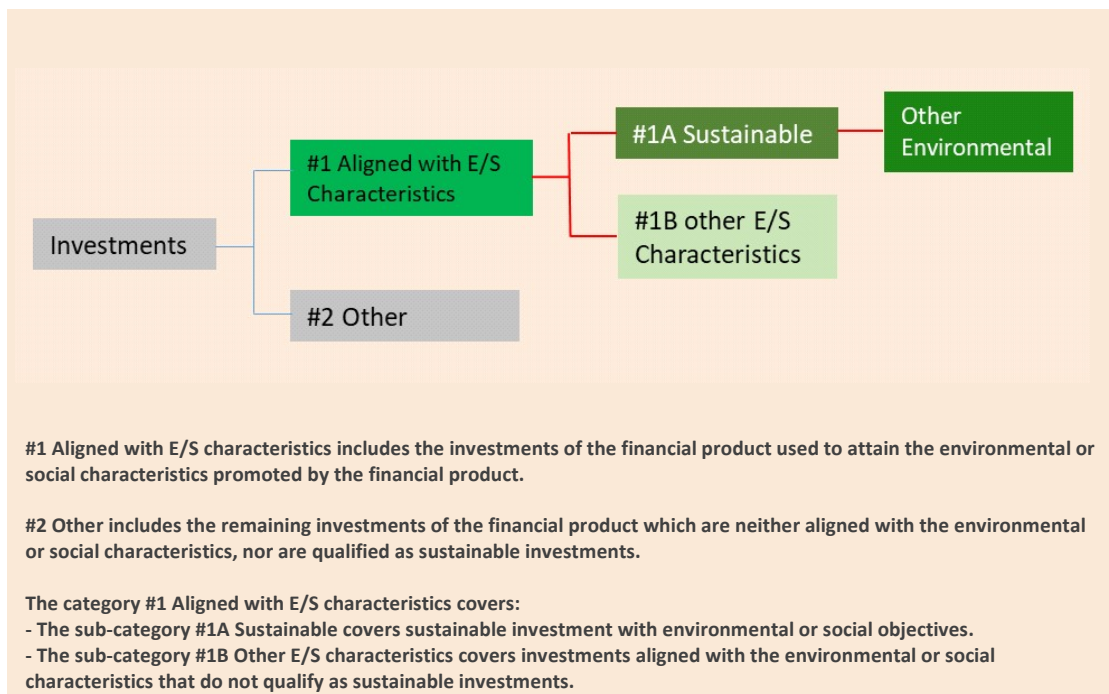 Other
Environmental
#1A Sustainable
#1 Aligned with E/S
Characteristics
#1B other E/S
Characteristics
Investments
#2 Other
#1 Aligned with E/S characteristics includes the investments of the financial product used to attain the environmental or
social characteristics promoted by the financial product.
#2 Other includes the remaining investments of the financial product which are neither aligned with the environmental
or social characteristics, nor are qualified as sustainable investments.
The category #1 Aligned with E/S characteristics covers:
- The sub-category #1A Sustainable covers sustainable investment with environmental or social objectives.
- The sub-category #1B Other E/S characteristics covers investments aligned with the environmental or social
characteristics that do not qualify as sustainable investments.